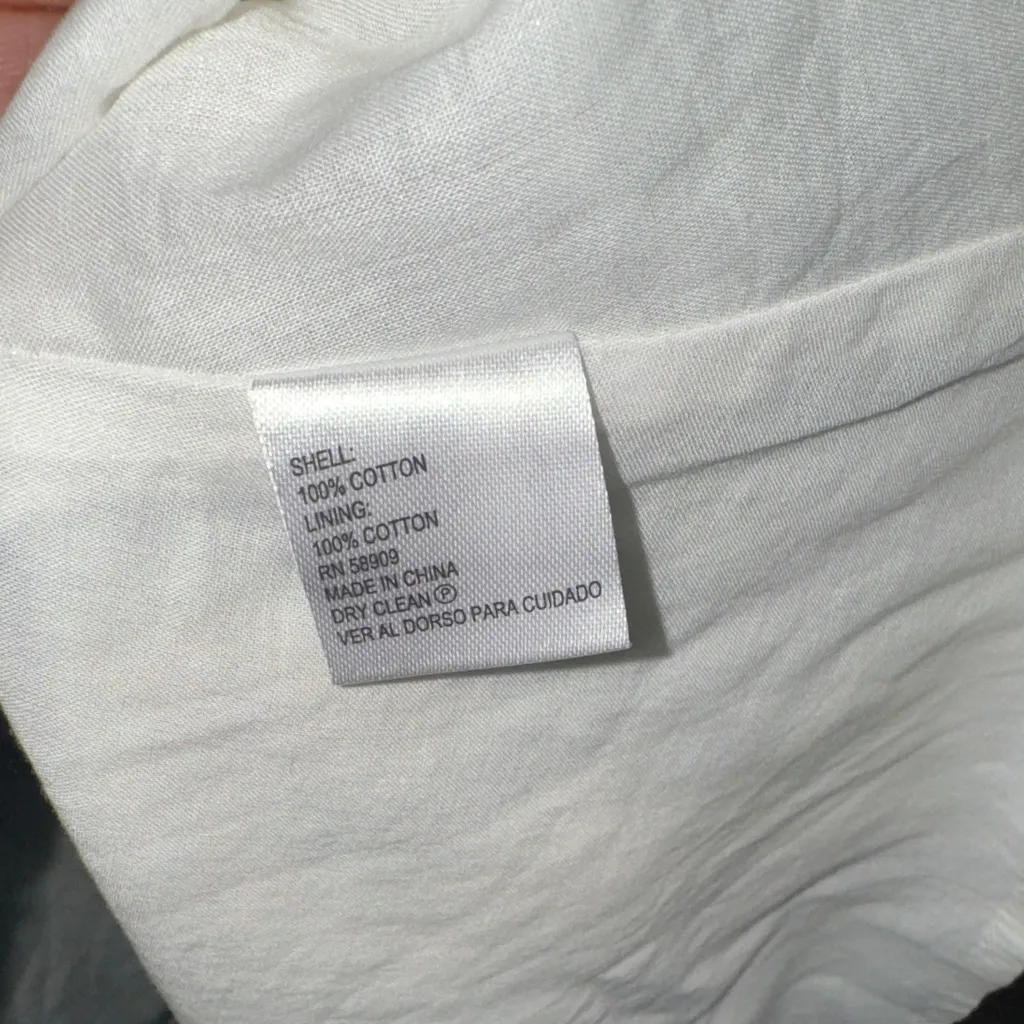 SHELL:
100% COTTON
LINING:
100% COTTON
RN 58909
MADE IN CHINA
DRY CLEAN Ⓟ
VER AL DORSO PARA CUIDADO